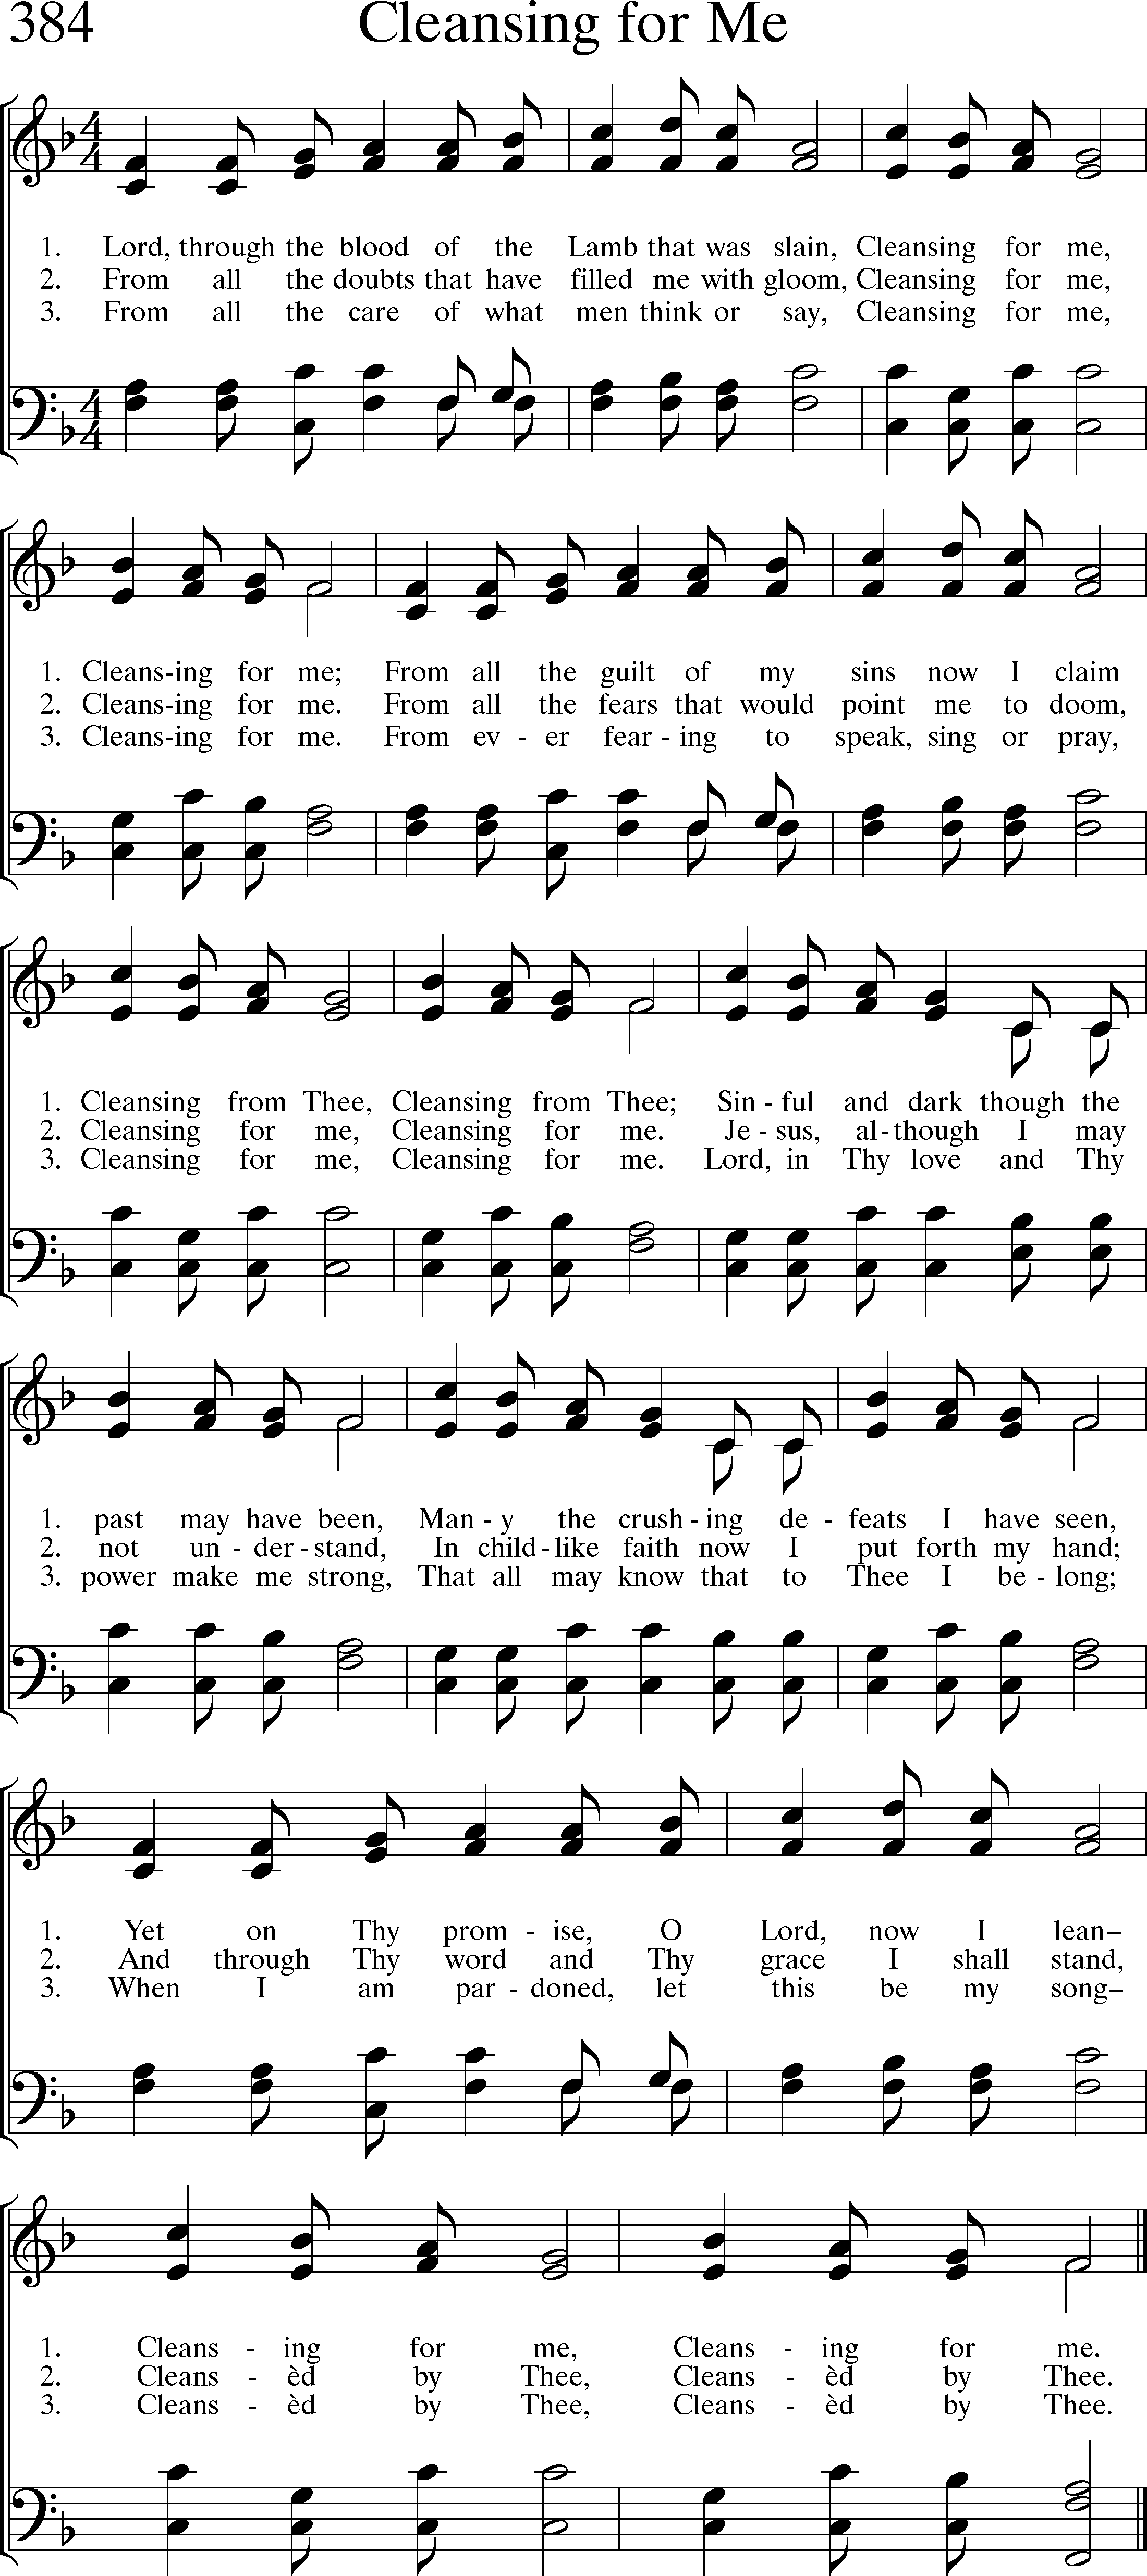 384 Cleansing for Me
4
4
1. Lord, through the blood of the Lamb that was slain, Cleansing for me,
2. From all the doubts that have filled me with gloom, Cleansing for me,
3. From all the care of what men think or say, Cleansing for me,
4
4
1. Cleans-ing for me; From all the guilt of my sins now I claim
2. Cleans-ing for me. From all the fears that would point me to doom,
3. Cleans-ing for me. From ev - er fear - ing to speak, sing or pray,
1. Cleansing from Thee, Cleansing from Thee; Sin - ful and dark though the
2. Cleansing for me, Cleansing for me. Je - sus, al - though I may
3. Cleansing for me, Cleansing for me. Lord, in Thy love and Thy
1. past may have been, Man - y the crush - ing de - feats I have seen,
2. not un - der - stand, In child - like faith now I put forth my hand;
3. power make me strong, That all may know that to Thee I be - long;
1. Yet on Thy prom - ise, O Lord, now I lean–
2. And through Thy word and Thy grace I shall stand,
3. When I am par - doned, let this be my song–
1. Cleans - ing for me, Cleans - ing for me.
2. Cleans - èd by Thee, Cleans - èd by Thee.
3. Cleans - èd by Thee, Cleans - èd by Thee.